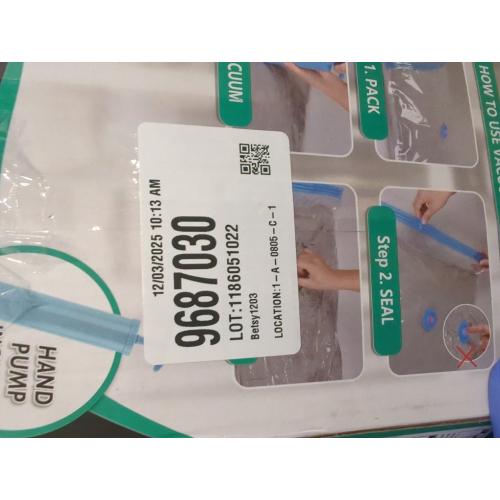 12/03/2025 10:13 AM
9687030
LOT:1186051022
Betsy1203
LOCATION:1-A-0805-C-1
HOW TO USE
1. PACK
CUUM
Step 2. SEAL
HAND
PUMP